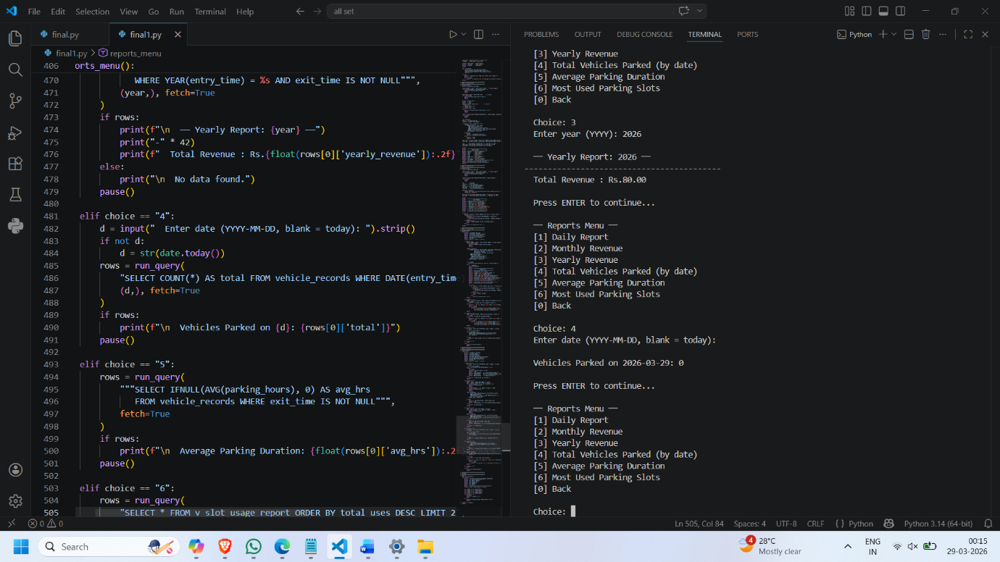 File Edit Selection View Go Run Terminal Help
all set
final.py
final1.py
final1.py > reports_menu
406 orts_menu():
470 WHERE YEAR(entry_time) = %s AND exit_time IS NOT NULL""",
471 (year,), fetch=True
472 )
473 if rows:
474 print(f"\n  —— Yearly Report: {year} ——")
475 print("-" * 42)
476 print(f"  Total Revenue : Rs.{float(rows[0]['yearly_revenue']):.2f}
477 else:
478 print("\n  No data found.")
479 pause()
480
481 elif choice == "4":
482 d = input("  Enter date (YYYY-MM-DD, blank = today): ").strip()
483 if not d:
484 d = str(date.today())
485 rows = run_query(
486 "SELECT COUNT(*) AS total FROM vehicle_records WHERE DATE(entry_time
487 (d,), fetch=True
488 )
489 if rows:
490 print(f"\n  Vehicles Parked on {d}: {rows[0]['total']}")
491 pause()
492
493 elif choice == "5":
494 rows = run_query(
495 """SELECT IFNULL(AVG(parking_hours), 0) AS avg_hrs
496 FROM vehicle_records WHERE exit_time IS NOT NULL""",
497 fetch=True
498 )
499 if rows:
500 print(f"\n  Average Parking Duration: {float(rows[0]['avg_hrs']):.2
501 pause()
502
503 elif choice == "6":
504 rows = run_query(
505 "SELECT * FROM v_slot_usage_report ORDER BY total_uses DESC LIMIT 2
PROBLEMS OUTPUT DEBUG CONSOLE TERMINAL PORTS
Python
[3] Yearly Revenue
[4] Total Vehicles Parked (by date)
[5] Average Parking Duration
[6] Most Used Parking Slots
[0] Back
Choice: 3
Enter year (YYYY): 2026
—— Yearly Report: 2026 ——
------------------------------------------
Total Revenue : Rs.80.00
Press ENTER to continue...
—— Reports Menu ——
[1] Daily Report
[2] Monthly Revenue
[3] Yearly Revenue
[4] Total Vehicles Parked (by date)
[5] Average Parking Duration
[6] Most Used Parking Slots
[0] Back
Choice: 4
Enter date (YYYY-MM-DD, blank = today):
Vehicles Parked on 2026-03-29: 0
Press ENTER to continue...
—— Reports Menu ——
[1] Daily Report
[2] Monthly Revenue
[3] Yearly Revenue
[4] Total Vehicles Parked (by date)
[5] Average Parking Duration
[6] Most Used Parking Slots
[0] Back
Choice:
0 0
Ln 505, Col 84 Spaces: 4 UTF-8 CRLF {} Python Python 3.14 (64-bit)
Search
4
28°C
Mostly clear
ENG
IN
00:15
29-03-2026